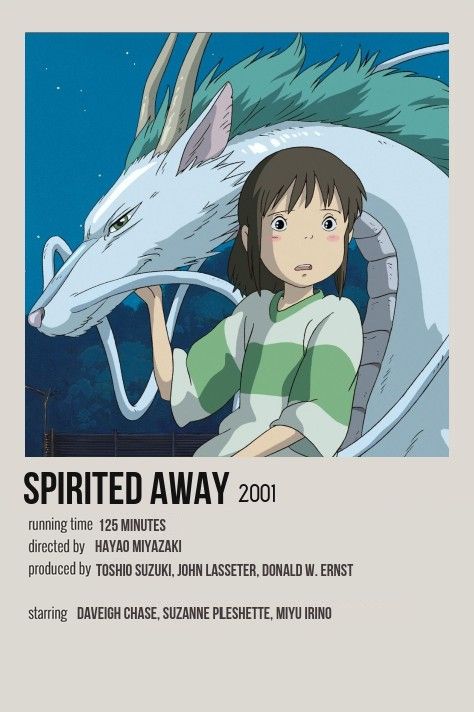 SPIRITED AWAY 2001
running time 125 MINUTES
directed by HAYAO MIYAZAKI
produced by TOSHIO SUZUKI, JOHN LASSETER, DONALD W. ERNST
starring DAVEIGH CHASE, SUZANNE PLESHETTE, MIYU IRINO